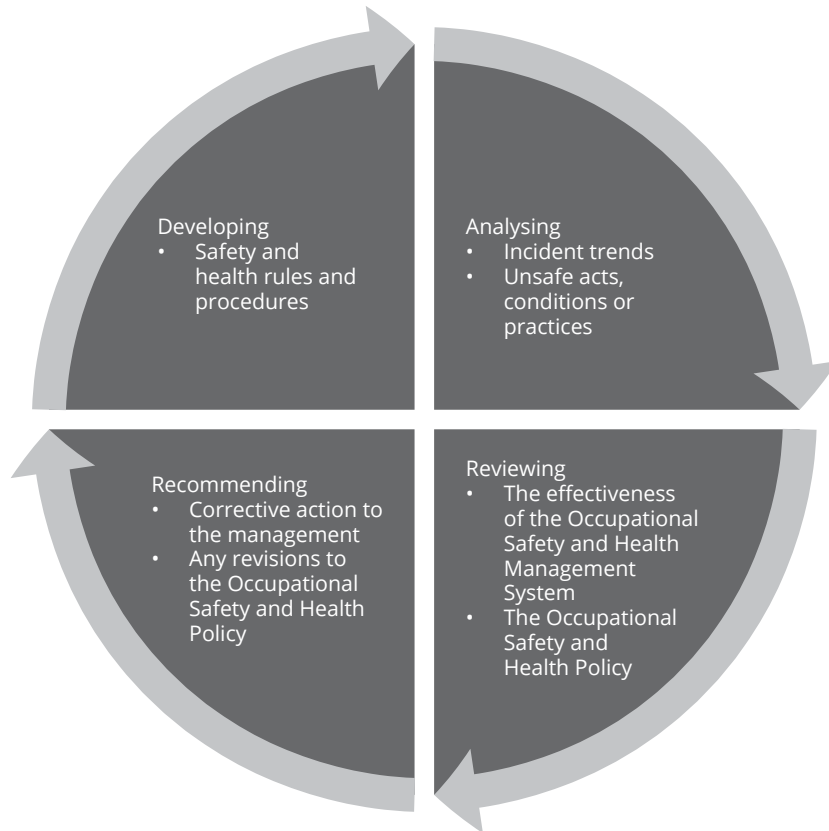 Developing
• Safety and
health rules and
procedures
Analysing
• Incident trends
• Unsafe acts,
conditions or
practices
Recommending
• Corrective action to
the management
• Any revisions to
the Occupational
Safety and Health
Policy
Reviewing
• The effectiveness
of the Occupational
Safety and Health
Management
System
• The Occupational
Safety and
Health Policy